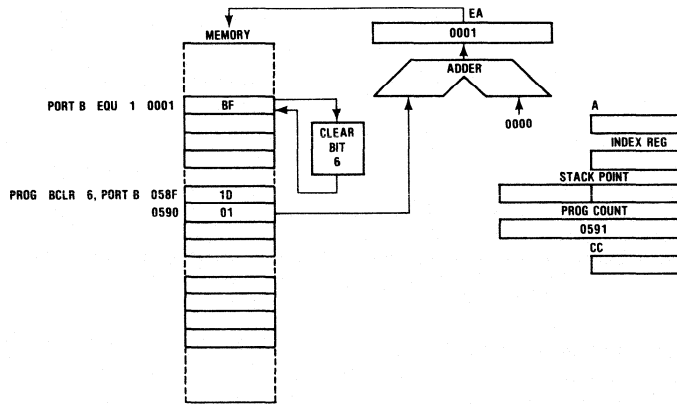 EA
MEMORY
0001
ADDER
PORT B EQU 1 0001 BF
CLEAR
BIT
6
0000
A
INDEX REG
STACK POINT
PROG BCLR 6, PORT B 058F 1D
0590 01
PROG COUNT
0591
CC